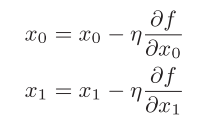 x₀ = x₀ − η ∂f/∂x₀
x₁ = x₁ − η ∂f/∂x₁